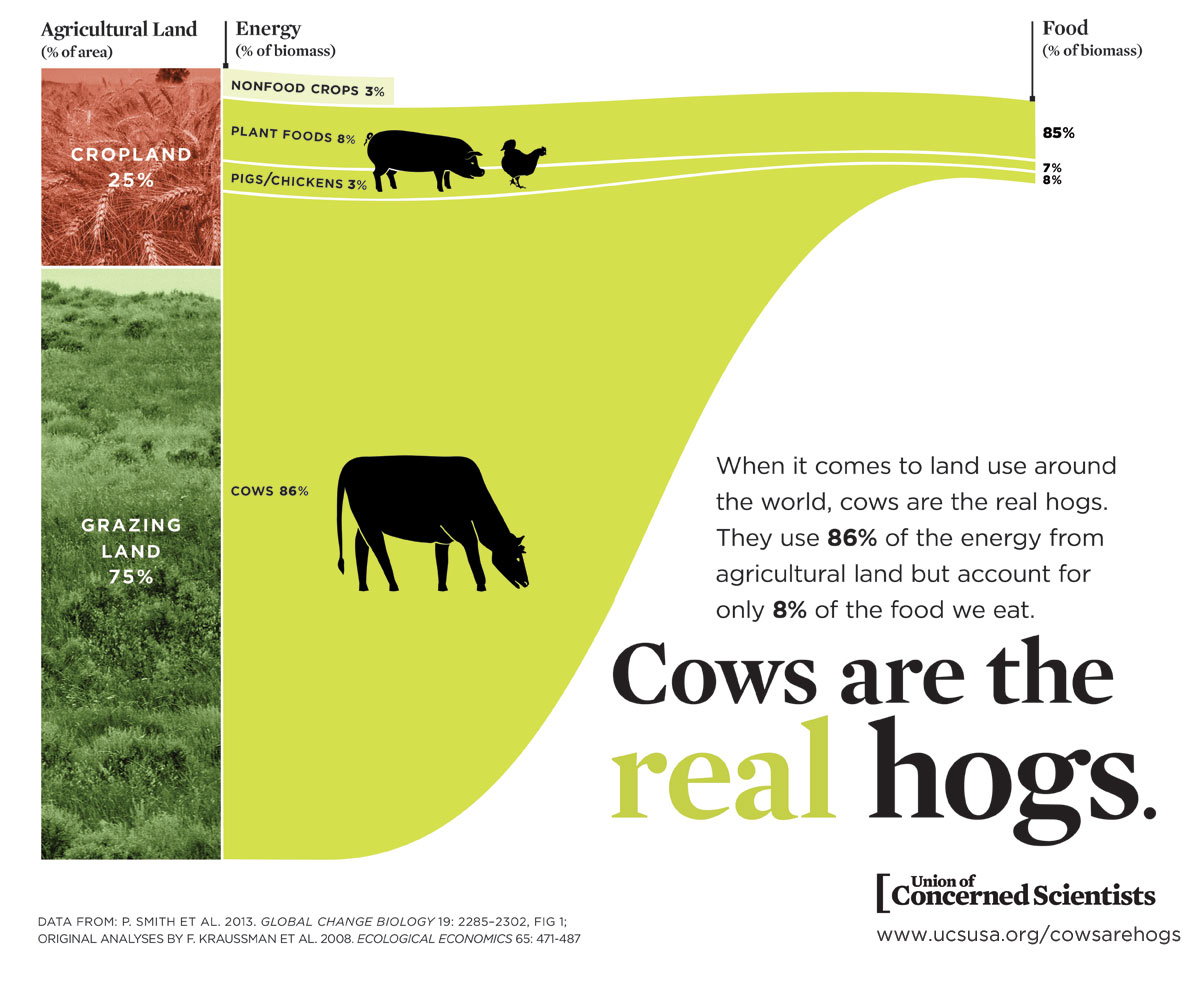 Agricultural Land
(% of area)
Energy
(% of biomass)
Food
(% of biomass)
NONFOOD CROPS 3%
PLANT FOODS 8%
PIGS/CHICKENS 3%
CROPLAND
25%
85%
7%
8%
COWS 86%
GRAZING
LAND
75%
When it comes to land use around
the world, cows are the real hogs.
They use 86% of the energy from
agricultural land but account for
only 8% of the food we eat.
Cows are the
real hogs.
Union of
Concerned Scientists
www.ucsusa.org/cowsarehogs
DATA FROM: P. SMITH ET AL. 2013. GLOBAL CHANGE BIOLOGY 19: 2285–2302, FIG 1;
ORIGINAL ANALYSES BY F. KRAUSSMAN ET AL. 2008. ECOLOGICAL ECONOMICS 65: 471-487